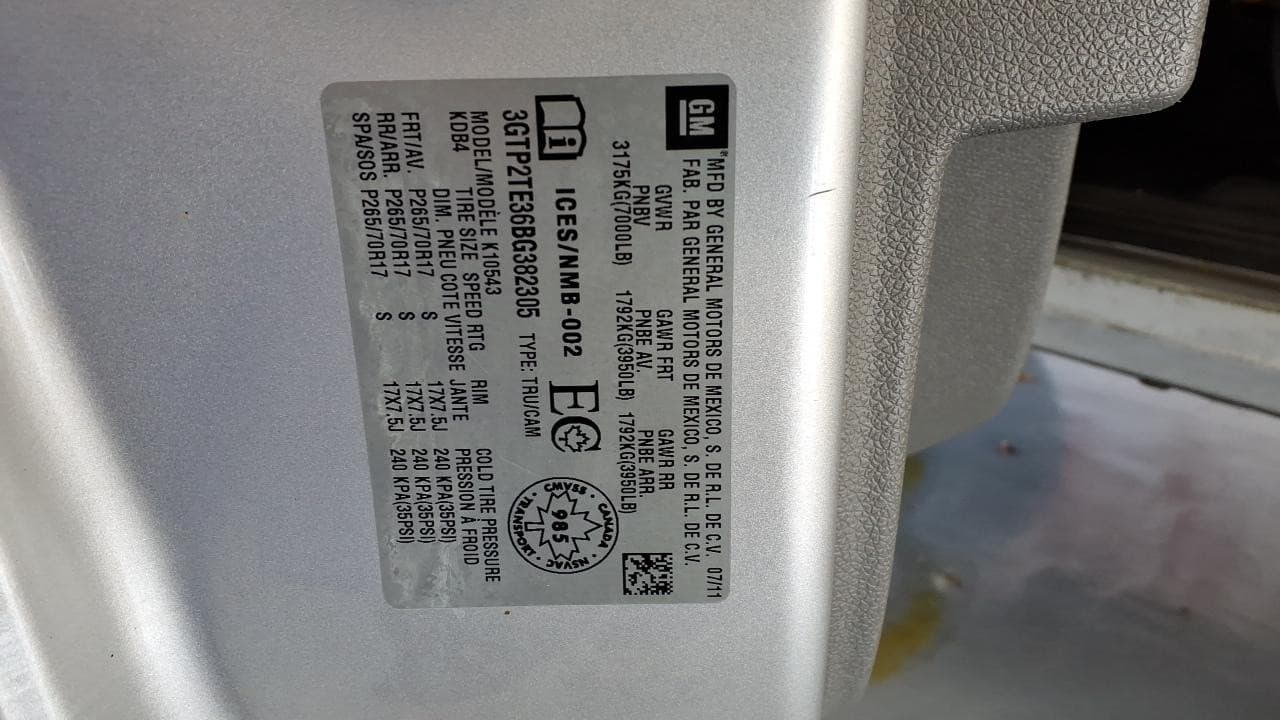 GM
MFD BY GENERAL MOTORS DE MEXICO, S. DE R.L. DE C.V. 07/11
FAB. PAR GENERAL MOTORS DE MEXICO, S. DE R.L. DE C.V.
GVWR GAWR FRT GAWR RR
PNBV PNBE AV. PNBE ARR.
3175KG(7000LB) 1792KG(3950LB) 1792KG(3950LB)
i ICES/NMB-002 EC
CMVSS · CANADA · NSVAC · TRANSPORT ·
985
3GTP2TE36BG382305 TYPE: TRU/CAM
MODEL/MODÈLE K10543
KDB4 TIRE SIZE SPEED RTG RIM COLD TIRE PRESSURE
DIM. PNEU COTE VITESSE JANTE PRESSION À FROID
FRT/AV. P265/70R17 S 17X7.5J 240 KPA(35PSI)
RR/ARR. P265/70R17 S 17X7.5J 240 KPA(35PSI)
SPA/SOS P265/70R17 S 17X7.5J 240 KPA(35PSI)